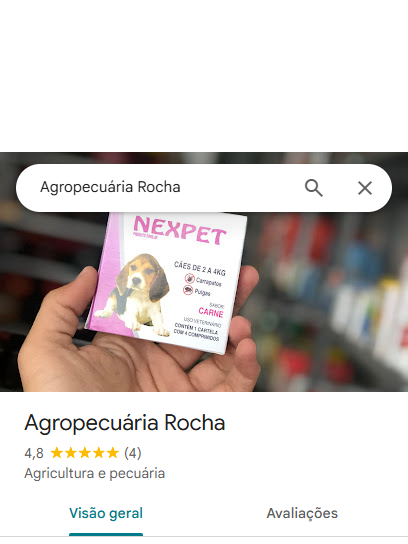 Agropecuária Rocha
NEXPET
CÃES DE 2 A 4KG
Carrapatos
Pulgas
SABOR
CARNE
USO VETERINÁRIO
CONTÉM 1 CARTELA
COM 4 COMPRIMIDOS
Agropecuária Rocha
4,8 (4)
Agricultura e pecuária
Visão geral
Avaliações